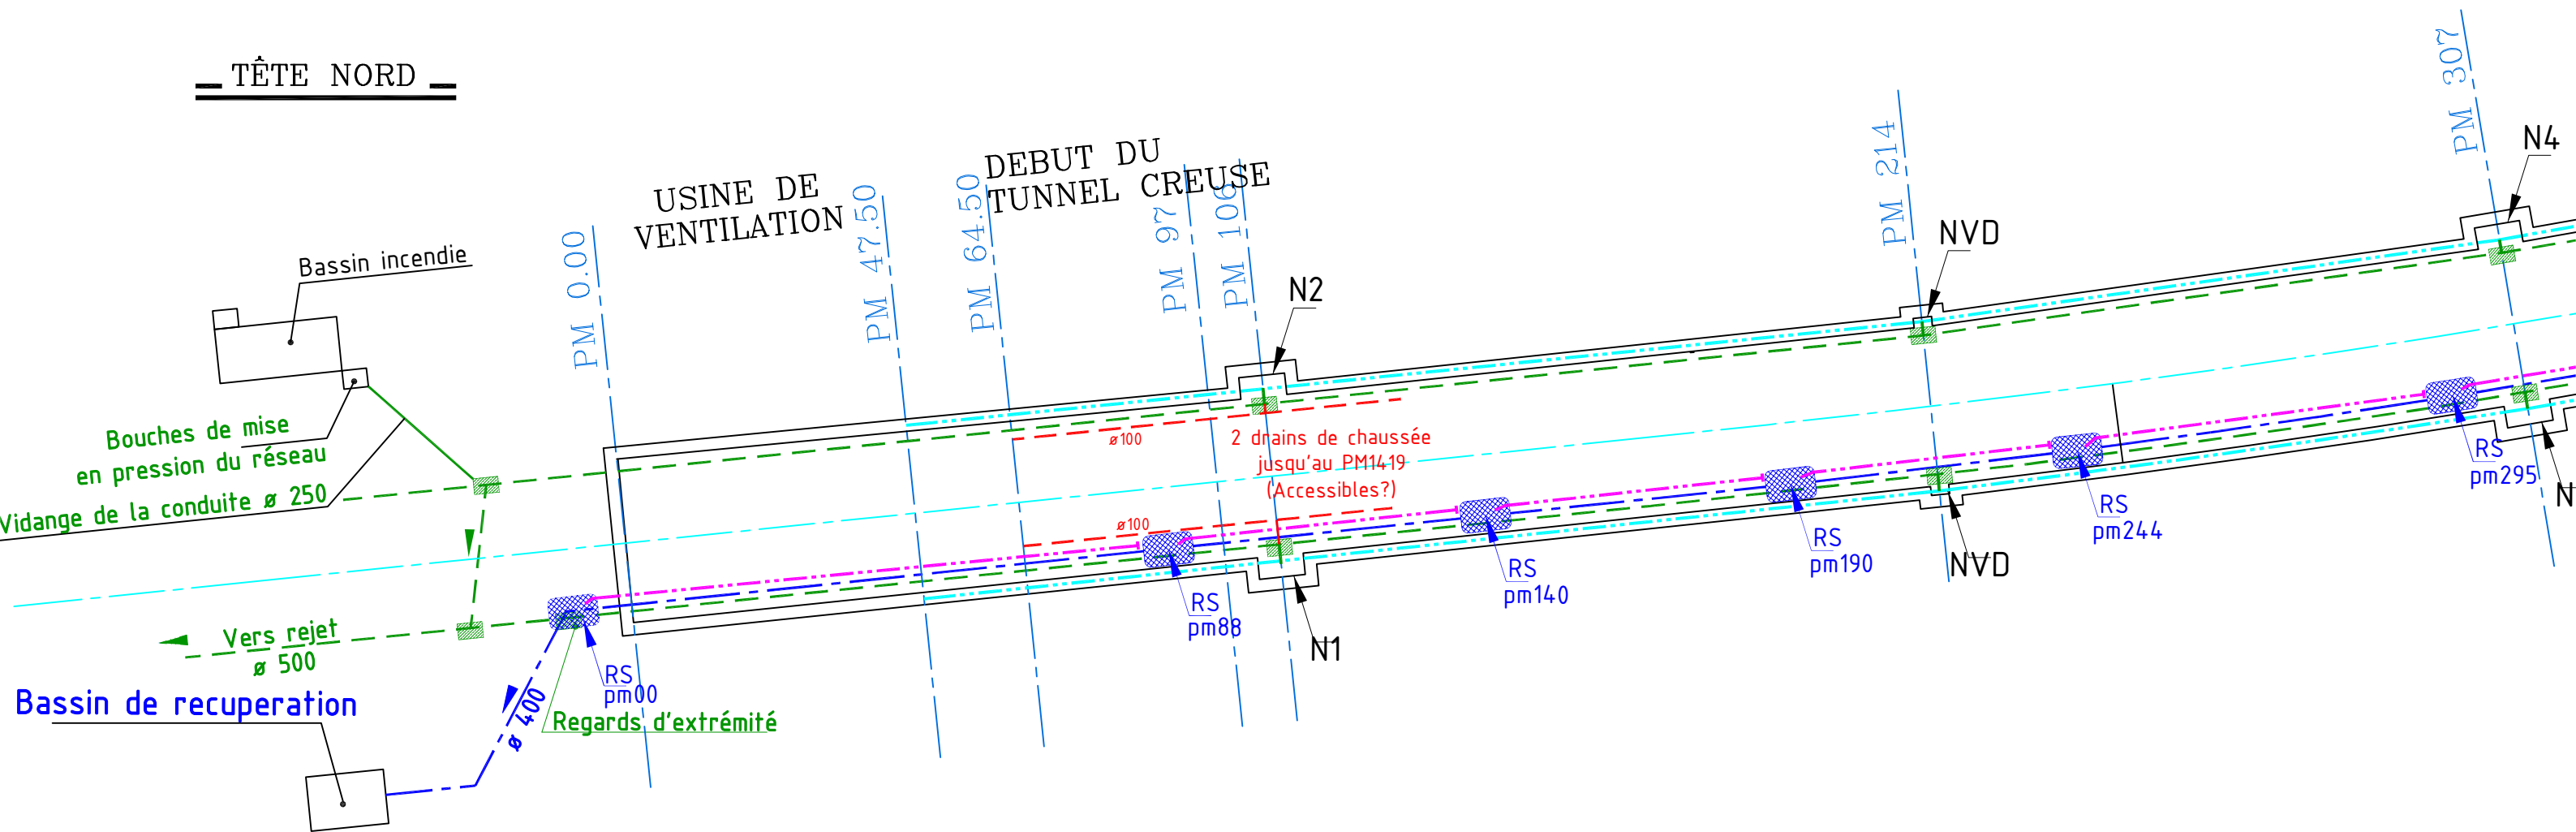 TÊTE NORD
USINE DE
VENTILATION
DEBUT DU
TUNNEL CREUSE
PM 0.00
PM 47.50
PM 64.50
PM 97
PM 106
PM 214
PM 307
N2
NVD
N4
Bassin incendie
Bouches de mise
en pression du réseau
Vidange de la conduite ø 250
ø100
2 drains de chaussée
jusqu'au PM1419
(Accessibles?)
ø100
Vers rejet
ø 500
Bassin de recuperation
ø 400
RS
pm00
Regards d'extrémité
RS
pm88
N1
RS
pm140
RS
pm190
NVD
RS
pm244
RS
pm295